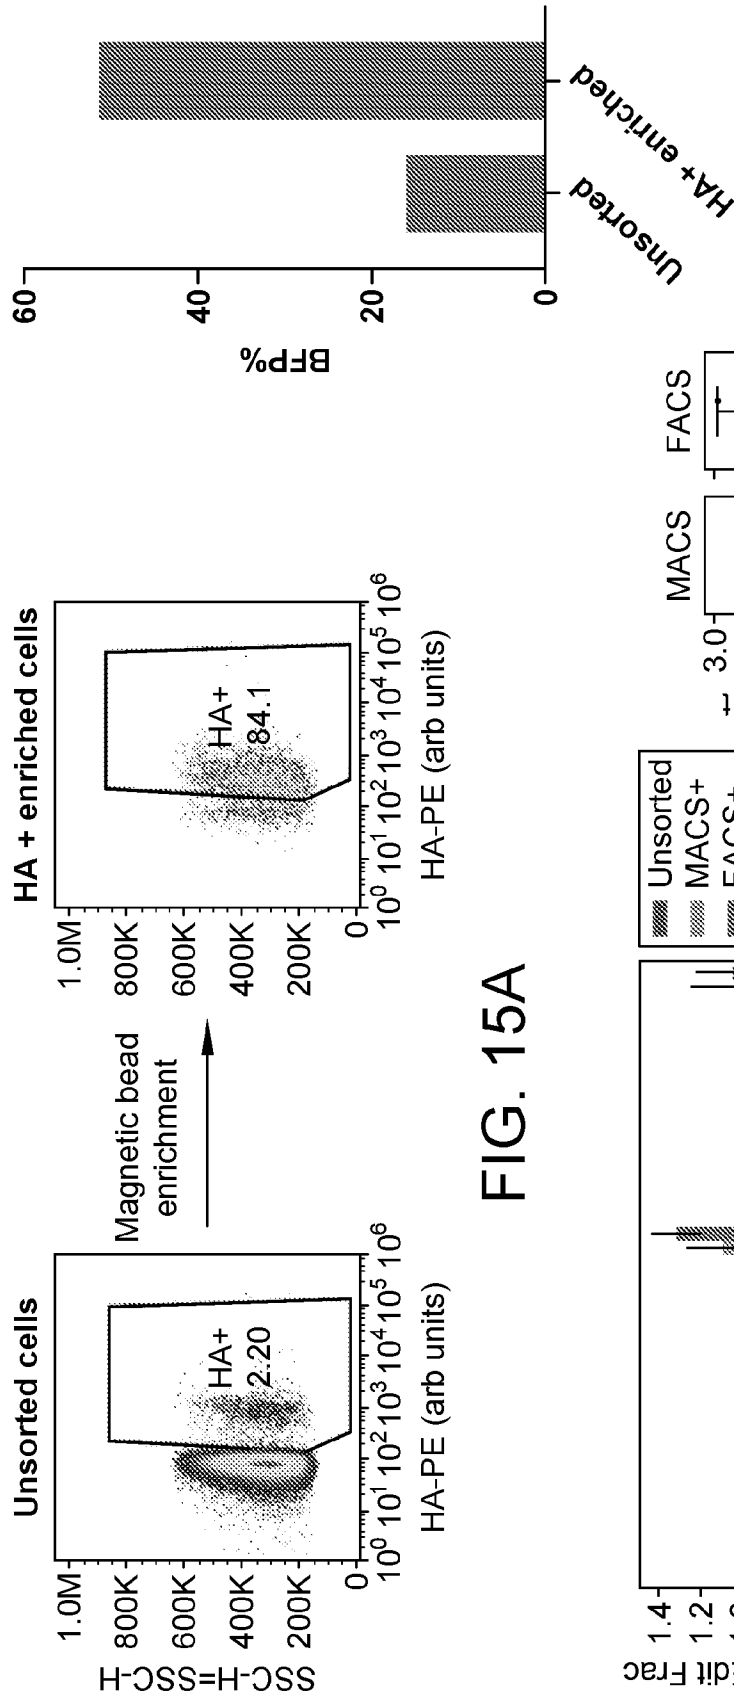 Unsorted cells
SSC-H=SSC-H
1.0M
800K
600K
400K
200K
0
HA+
2.20
10^0 10^1 10^2 10^3 10^4 10^5 10^6
HA-PE (arb units)
Magnetic bead
enrichment
HA + enriched cells
1.0M
800K
600K
400K
200K
0
HA+
84.1
10^0 10^1 10^2 10^3 10^4 10^5 10^6
HA-PE (arb units)
BFP%
60
40
20
0
Unsorted
HA+ enriched
FIG. 15A
1.4
1.2
Edit Frac
Unsorted
MACS+
FACS+
3.0
MACS
FACS